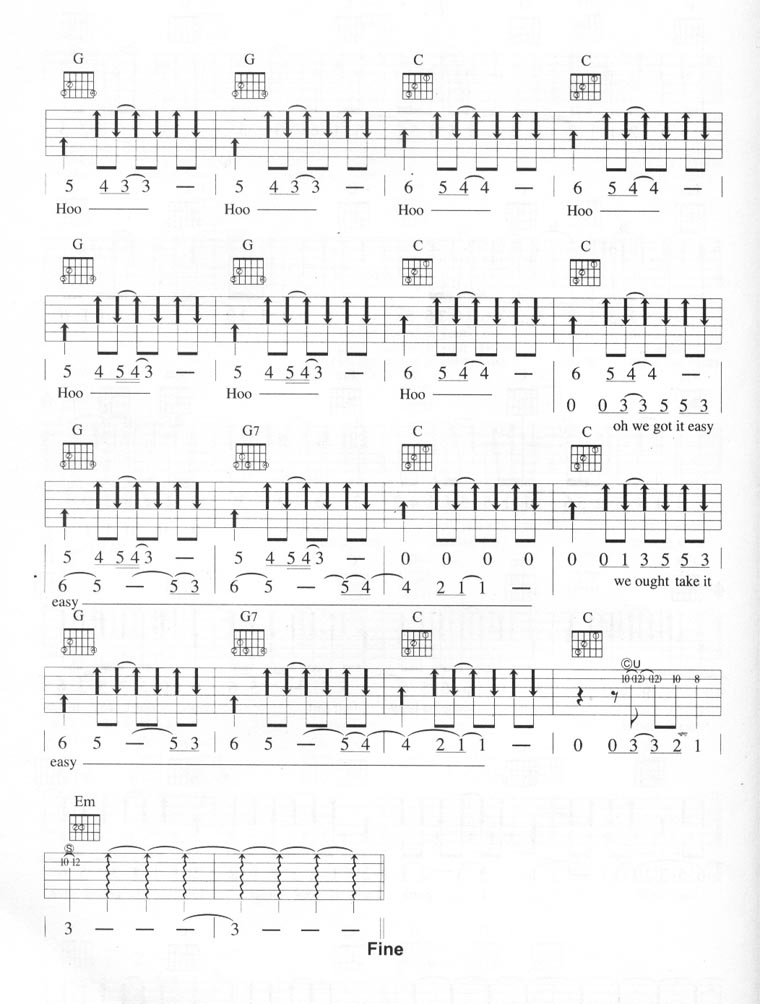 G G C C
5 4 3 3 — 5 4 3 3 — 6 5 4 4 — 6 5 4 4 —
Hoo Hoo Hoo Hoo
G G C C
5 4 5 4 3 — 5 4 5 4 3 — 6 5 4 4 — 6 5 4 4 —
Hoo Hoo Hoo
0 0 3 3 5 5 3
oh we got it easy
G G7 C C
5 4 5 4 3 — 5 4 5 4 3 — 0 0 0 0 0 0 1 3 5 5 3
6 5 — 5 3 6 5 — 5 4 4 2 1 1 —
we ought take it
easy
G G7 C C
ⒸU
10 (12) (12) 10 8
6 5 — 5 3 6 5 — 5 4 4 2 1 1 — 0 0 3 3 2 1
easy
Em
Ⓢ
10 12
3 — — — 3 — — —
Fine